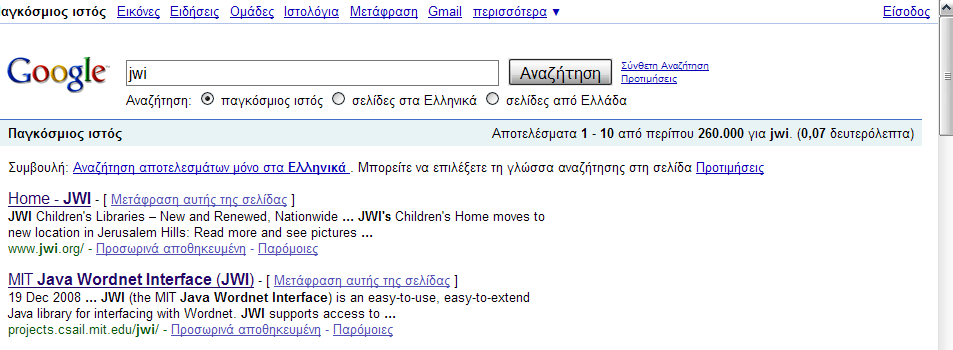 παγκόσμιος ιστός Εικόνες Ειδήσεις Ομάδες Ιστολόγια Μετάφραση Gmail περισσότερα ▼ Είσοδος
Google™ jwi Αναζήτηση Σύνθετη Αναζήτηση
Προτιμήσεις
Αναζήτηση: παγκόσμιος ιστός σελίδες στα Ελληνικά σελίδες από Ελλάδα
Παγκόσμιος ιστός Αποτελέσματα 1 - 10 από περίπου 260.000 για jwi. (0,07 δευτερόλεπτα)
Συμβουλή: Αναζήτηση αποτελεσμάτων μόνο στα Ελληνικά . Μπορείτε να επιλέξετε τη γλώσσα αναζήτησης στη σελίδα Προτιμήσεις
Home - JWI - [ Μετάφραση αυτής της σελίδας ]
JWI Children's Libraries – New and Renewed, Nationwide ... JWI's Children's Home moves to
new location in Jerusalem Hills: Read more and see pictures ...
www.jwi.org/ - Προσωρινά αποθηκευμένη - Παρόμοιες
MIT Java Wordnet Interface (JWI) - [ Μετάφραση αυτής της σελίδας ]
19 Dec 2008 ... JWI (the MIT Java Wordnet Interface) is an easy-to-use, easy-to-extend
Java library for interfacing with Wordnet. JWI supports access to ...
projects.csail.mit.edu/jwi/ - Προσωρινά αποθηκευμένη - Παρόμοιες